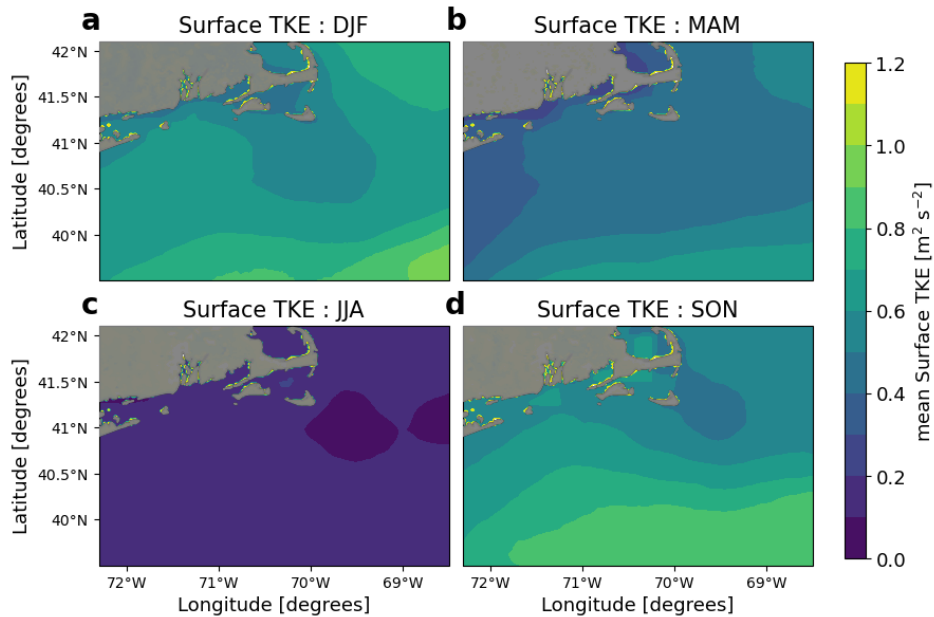 a
Surface TKE : DJF
b
Surface TKE : MAM
42°N
41.5°N
41°N
40.5°N
40°N
Latitude [degrees]
c
Surface TKE : JJA
d
Surface TKE : SON
42°N
41.5°N
41°N
40.5°N
40°N
Latitude [degrees]
72°W 71°W 70°W 69°W
Longitude [degrees]
72°W 71°W 70°W 69°W
Longitude [degrees]
1.2
1.0
0.8
0.6
0.4
0.2
0.0
mean Surface TKE [m² s⁻²]